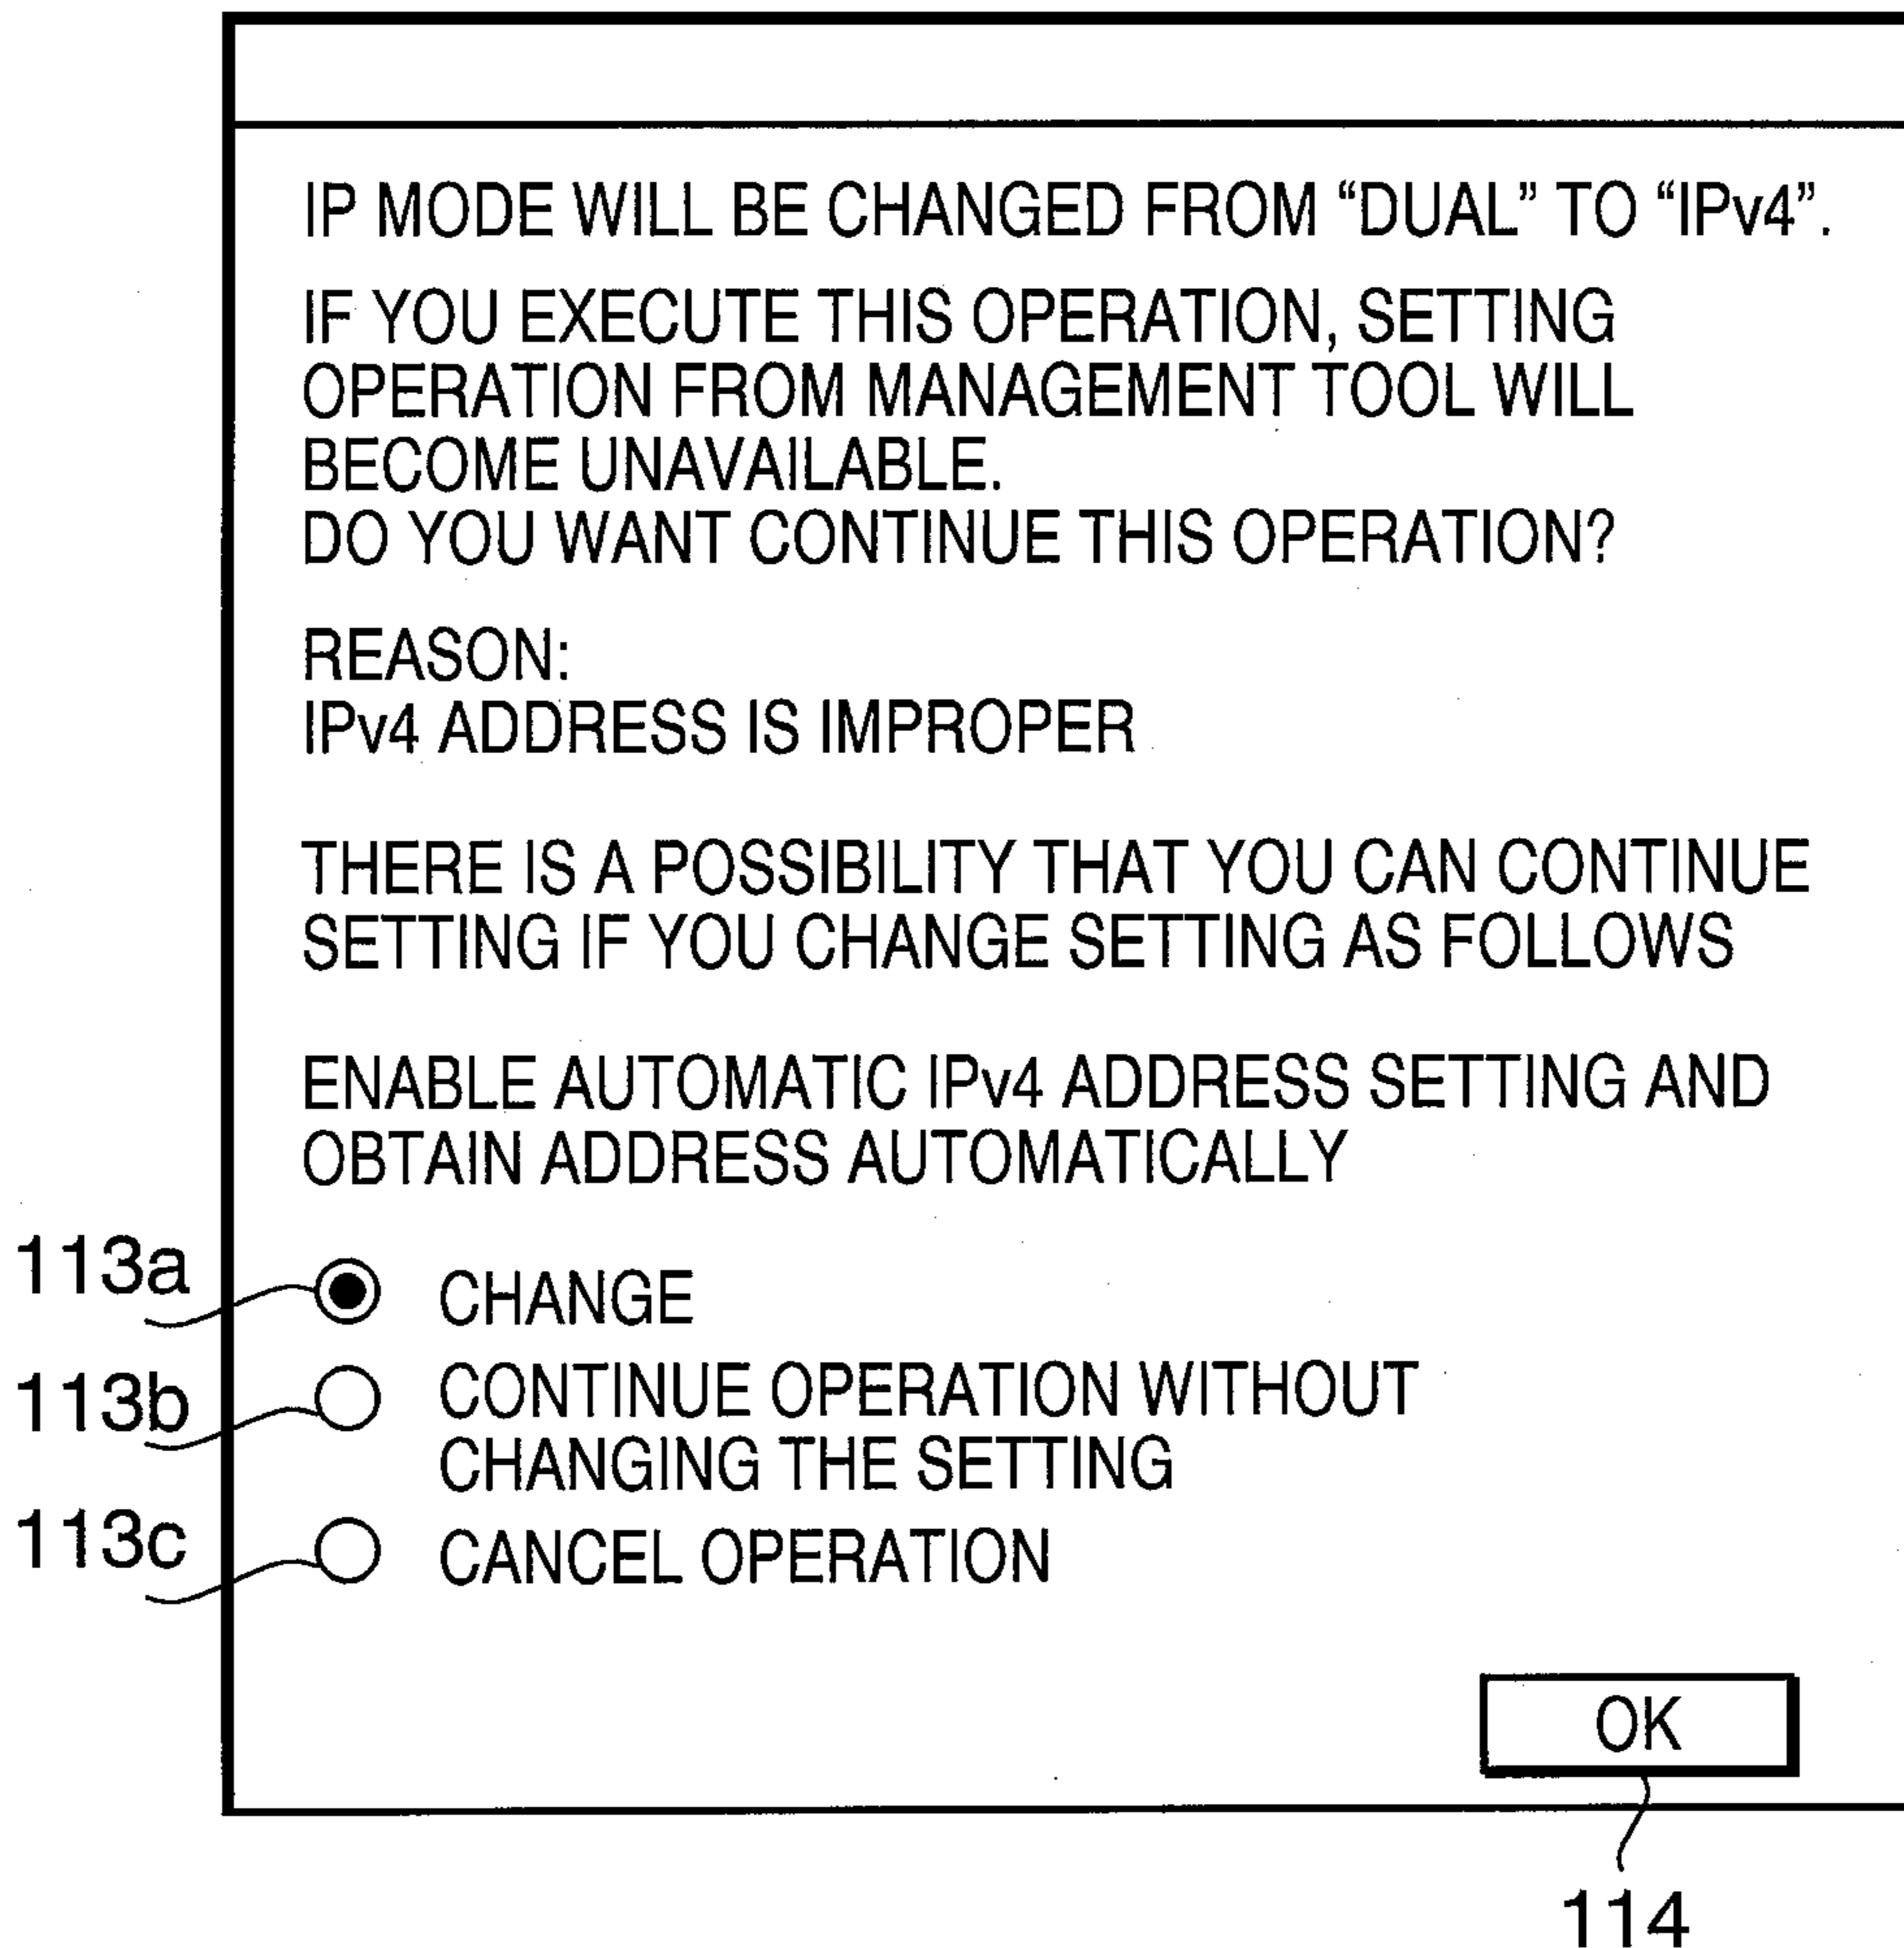 IP MODE WILL BE CHANGED FROM “DUAL” TO “IPv4”.
IF YOU EXECUTE THIS OPERATION, SETTING
OPERATION FROM MANAGEMENT TOOL WILL
BECOME UNAVAILABLE.
DO YOU WANT CONTINUE THIS OPERATION?
REASON:
IPv4 ADDRESS IS IMPROPER
THERE IS A POSSIBILITY THAT YOU CAN CONTINUE
SETTING IF YOU CHANGE SETTING AS FOLLOWS
ENABLE AUTOMATIC IPv4 ADDRESS SETTING AND
OBTAIN ADDRESS AUTOMATICALLY
113a CHANGE
113b CONTINUE OPERATION WITHOUT
CHANGING THE SETTING
113c CANCEL OPERATION
OK
114